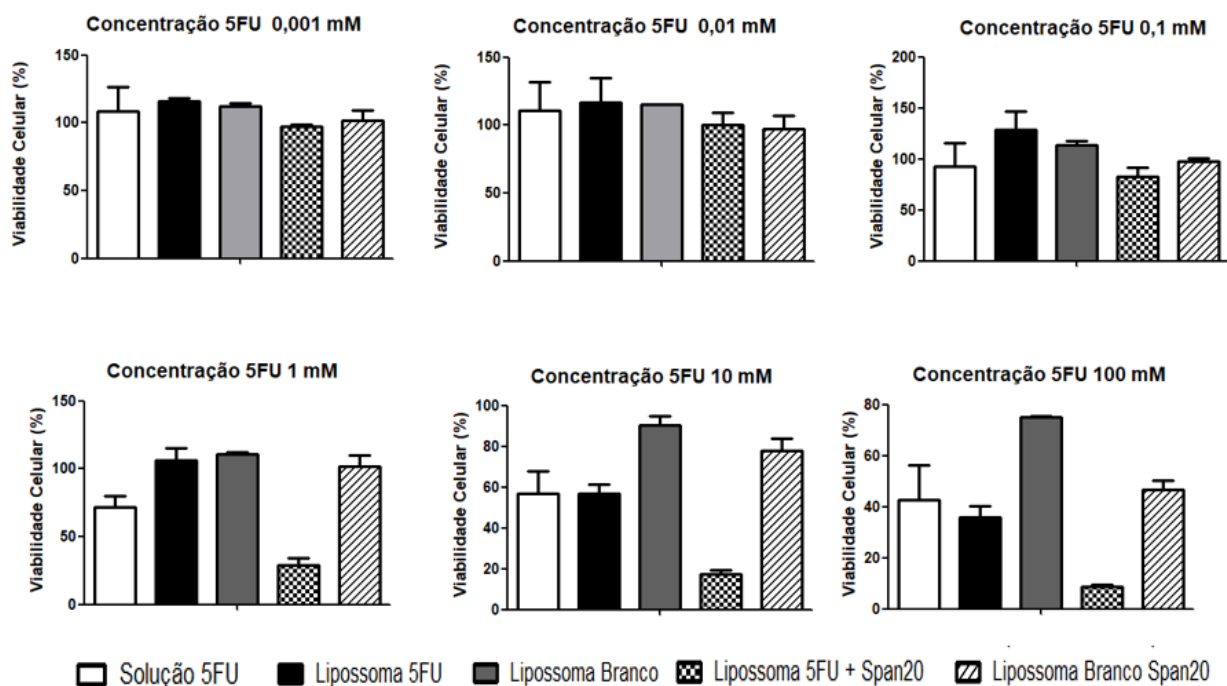 Concentração 5FU 0,001 mM
Viabilidade Celular (%)
150
100
50
0
Concentração 5FU 0,01 mM
Viabilidade Celular (%)
150
100
50
0
Concentração 5FU 0,1 mM
Viabilidade Celular (%)
200
150
100
50
0
Concentração 5FU 1 mM
Viabilidade Celular (%)
150
100
50
0
Concentração 5FU 10 mM
Viabilidade Celular (%)
100
80
60
40
20
0
Concentração 5FU 100 mM
Viabilidade Celular (%)
80
60
40
20
0
Solução 5FU Lipossoma 5FU Lipossoma Branco Lipossoma 5FU + Span20 Lipossoma Branco Span20